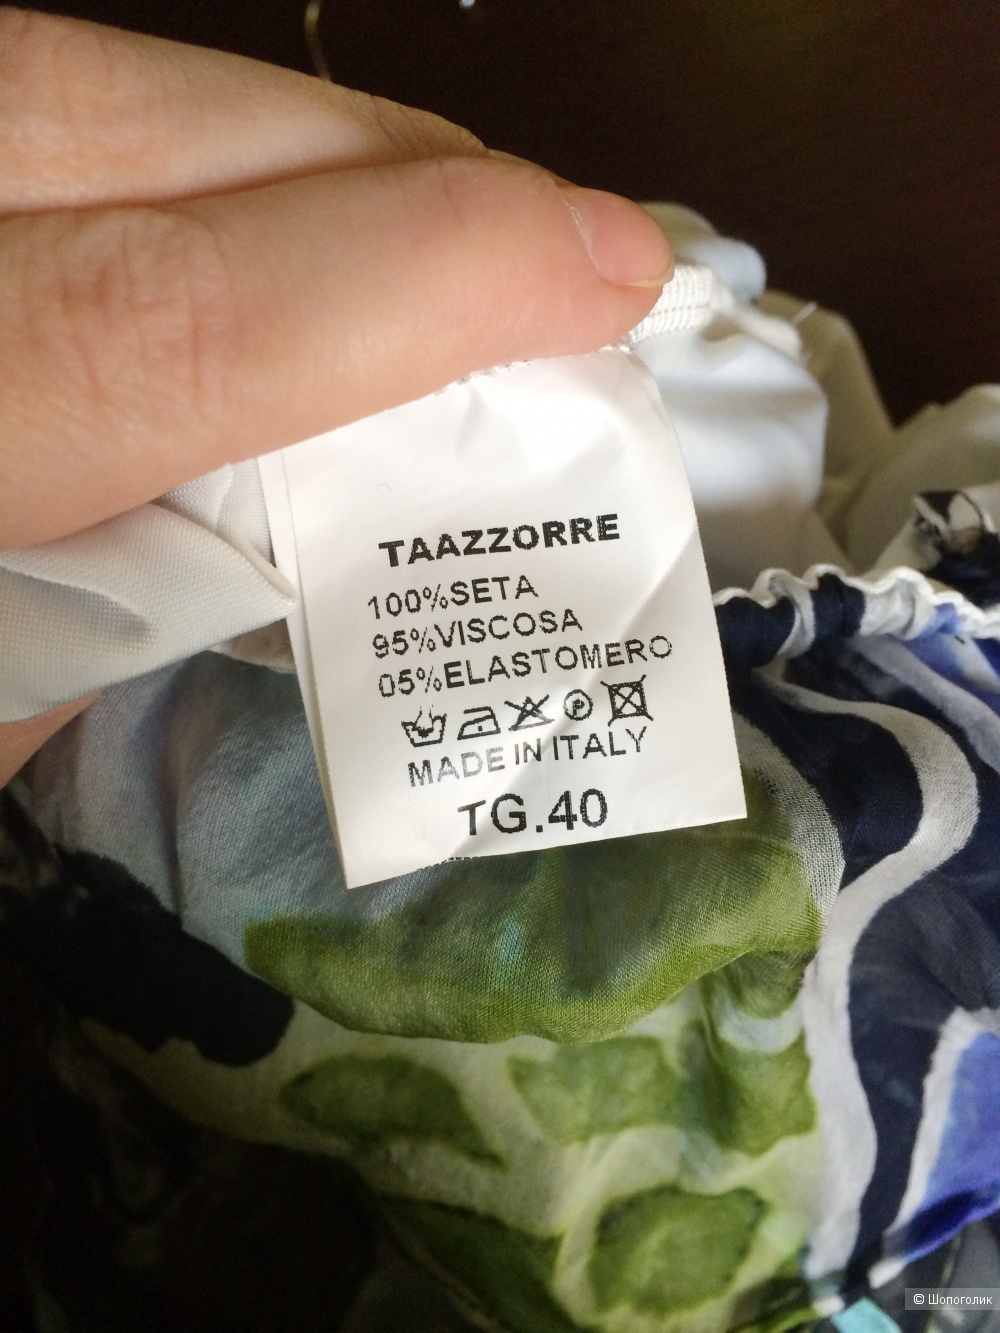 TAAZZORRE
100%SETA
95%VISCOSA
05%ELASTOMERO
P
MADE IN ITALY
TG.40
© Шопоголик